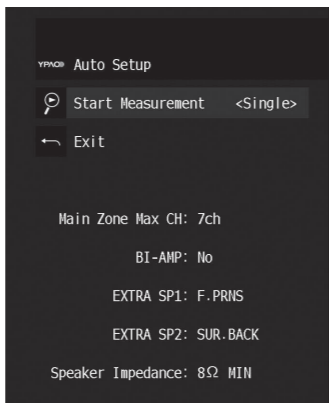 YPAO Auto Setup
Start Measurement <Single>
Exit
Main Zone Max CH: 7ch
BI-AMP: No
EXTRA SP1: F.PRNS
EXTRA SP2: SUR.BACK
Speaker Impedance: 8Ω MIN